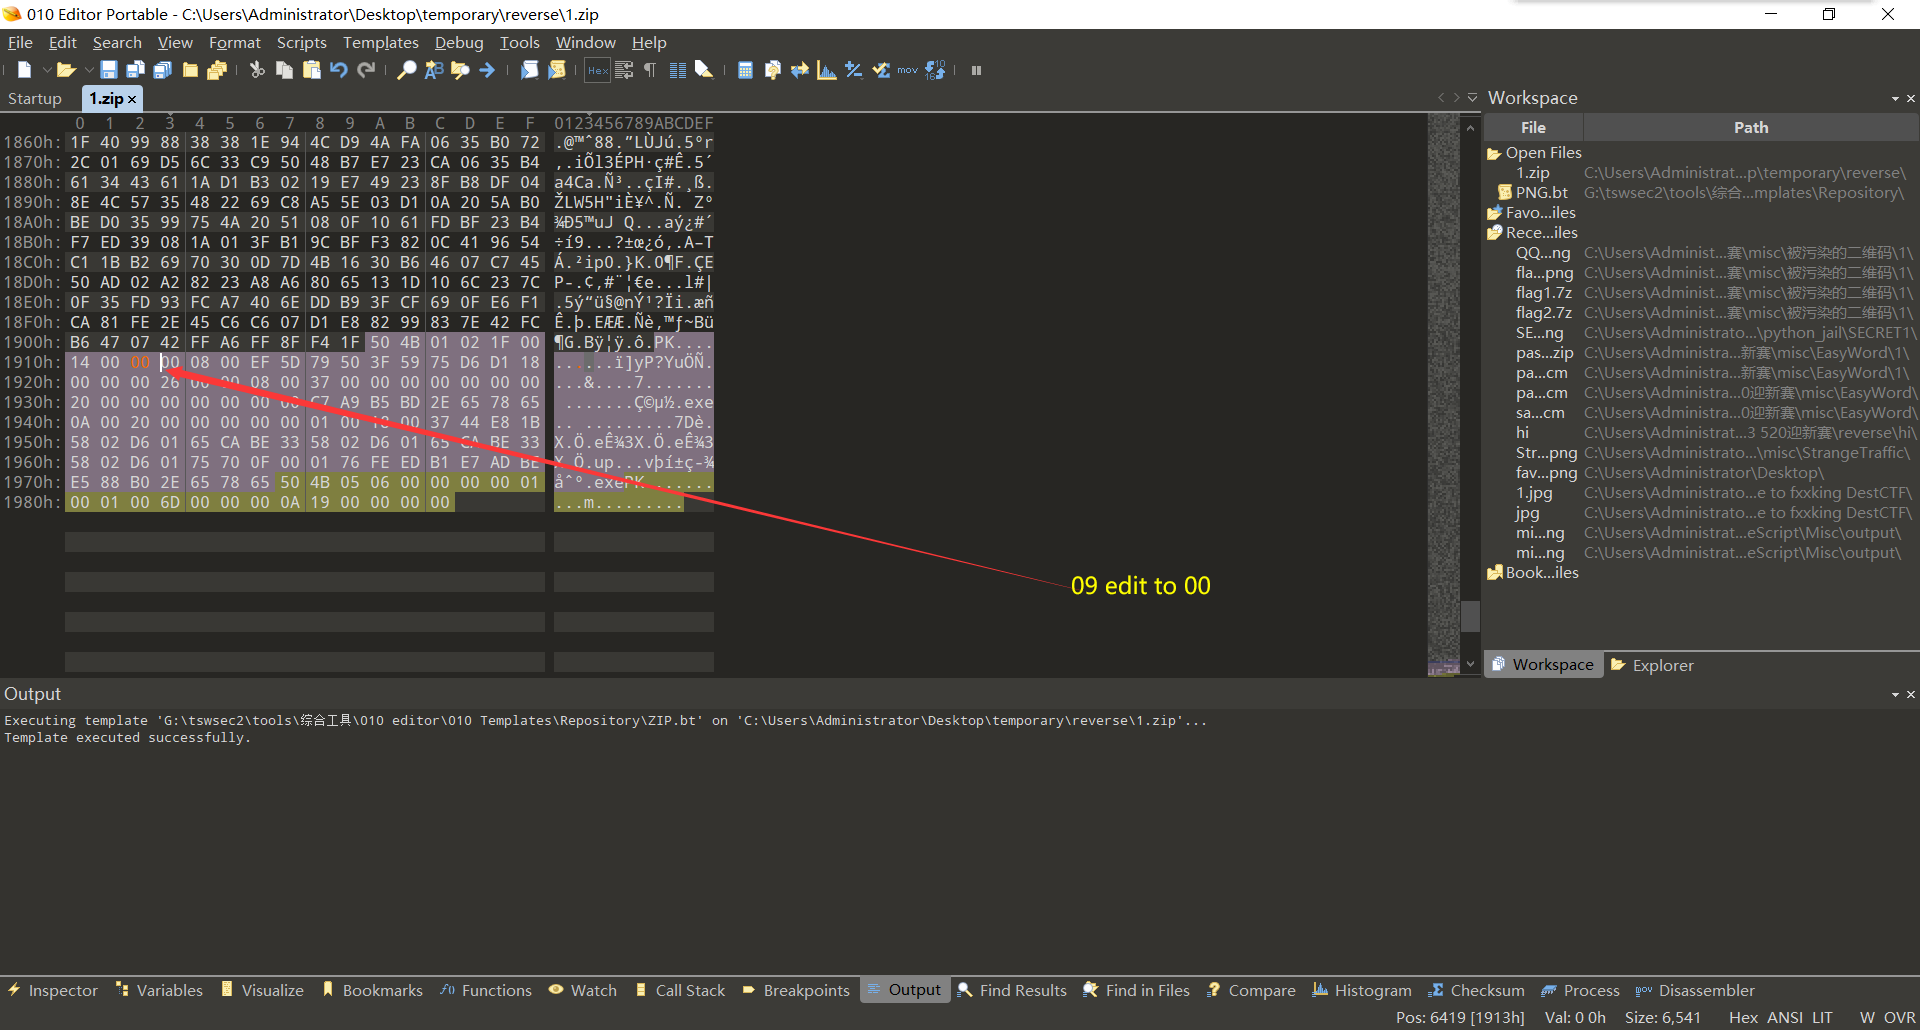 010 Editor Portable - C:\Users\Administrator\Desktop\temporary\reverse\1.zip
File Edit Search View Format Scripts Templates Debug Tools Window Help
Startup 1.zip
0 1 2 3 4 5 6 7 8 9 A B C D E F 0123456789ABCDEF
1860h: 1F 40 99 88 38 38 1E 94 4C D9 4A FA 06 35 B0 72 .@™ˆ88.”LÙJú.5°r
1870h: 2C 01 69 D5 6C 33 C9 50 48 B7 E7 23 CA 06 35 B4 ,.iÕl3ÉPH·ç#Ê.5´
1880h: 61 34 43 61 1A D1 B3 02 19 E7 49 23 8F B8 DF 04 a4Ca.Ñ³..çI#.¸ß.
1890h: 8E 4C 57 35 48 22 69 C8 A5 5E 03 D1 0A 20 5A B0 ŽLW5H"iÈ¥^.Ñ. Z°
18A0h: BE D0 35 99 75 4A 20 51 08 0F 10 61 FD BF 23 B4 ¾Ð5™uJ Q...aý¿#´
18B0h: F7 ED 39 08 1A 01 3F B1 9C BF F3 82 0C 41 96 54 ÷í9...?±œ¿ó‚.A–T
18C0h: C1 1B B2 69 70 30 0D 7D 4B 16 30 B6 46 07 C7 45 Á.²ip0.}K.0¶F.ÇE
18D0h: 50 AD 02 A2 82 23 A8 A6 80 65 13 1D 10 6C 23 7C P-.¢‚#¨¦€e...l#|
18E0h: 0F 35 FD 93 FC A7 40 6E DD B9 3F CF 69 0F E6 F1 .5ý“ü§@nÝ¹?Ïi.æñ
18F0h: CA 81 FE 2E 45 C6 C6 07 D1 E8 82 99 83 7E 42 FC Ê.þ.EÆÆ.Ñè‚™ƒ~Bü
1900h: B6 47 07 42 FF A6 FF 8F F4 1F 50 4B 01 02 1F 00 ¶G.Bÿ¦ÿ.ô.PK....
1910h: 14 00 00 00 08 00 EF 5D 79 50 3F 59 75 D6 D1 18 ......ï]yP?YuÖÑ.
1920h: 00 00 00 26 00 00 08 00 37 00 00 00 00 00 00 00 ...&....7.......
1930h: 20 00 00 00 00 00 00 00 C7 A9 B5 BD 2E 65 78 65 .......Ç©µ½.exe
1940h: 0A 00 20 00 00 00 00 00 01 00 18 00 37 44 E8 1B .. .........7Dè.
1950h: 58 02 D6 01 65 CA BE 33 58 02 D6 01 65 CA BE 33 X.Ö.eÊ¾3X.Ö.eÊ¾3
1960h: 58 02 D6 01 75 70 0F 00 01 76 FE ED B1 E7 AD BE X.Ö.up...vþí±ç-¾
1970h: E5 88 B0 2E 65 78 65 50 4B 05 06 00 00 00 00 01 åˆ°.exePK.......
1980h: 00 01 00 6D 00 00 00 0A 19 00 00 00 00 ...m.........
09 edit to 00
Workspace
File Path
Open Files
1.zip C:\Users\Administrat...p\temporary\reverse\
PNG.bt G:\tswsec2\tools\综合...mplates\Repository\
Favo...iles
Rece...iles
QQ...ng C:\Users\Administ...赛\misc\被污染的二维码\1\
fla...png C:\Users\Administ...赛\misc\被污染的二维码\1\
flag1.7z C:\Users\Administ...赛\misc\被污染的二维码\1\
flag2.7z C:\Users\Administ...赛\misc\被污染的二维码\1\
SE...ng C:\Users\Administrato...\python_jail\SECRET1\
pas...zip C:\Users\Administrat...新赛\misc\EasyWord\1\
pa...cm C:\Users\Administrat...新赛\misc\EasyWord\1\
pa...cm C:\Users\Administrat...0迎新赛\misc\EasyWord\
sa...cm C:\Users\Administrat...0迎新赛\misc\EasyWord\
hi C:\Users\Administrat...3 520迎新赛\reverse\hi\
Str...png C:\Users\Administrat...\misc\StrangeTraffic\
fav...png C:\Users\Administrator\Desktop\
1.jpg C:\Users\Administrato...e to fxxking DestCTF\
jpg C:\Users\Administrato...e to fxxking DestCTF\
mi...ng C:\Users\Administrat...eScript\Misc\output\
mi...ng C:\Users\Administrat...eScript\Misc\output\
Book...iles
Workspace Explorer
Output
Executing template 'G:\tswsec2\tools\综合工具\010 editor\010 Templates\Repository\ZIP.bt' on 'C:\Users\Administrator\Desktop\temporary\reverse\1.zip'...
Template executed successfully.
Inspector Variables Visualize Bookmarks Functions Watch Call Stack Breakpoints Output Find Results Find in Files Compare Histogram Checksum Process Disassembler
Pos: 6419 [1913h] Val: 0 0h Size: 6,541 Hex ANSI LIT W OVR